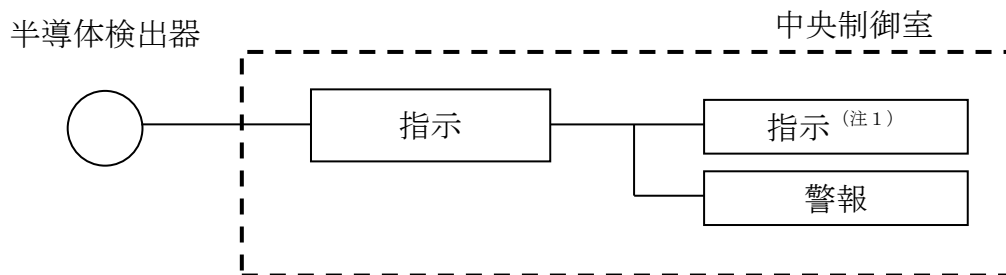 中央制御室
半導体検出器
指示
指示（注１）
警報